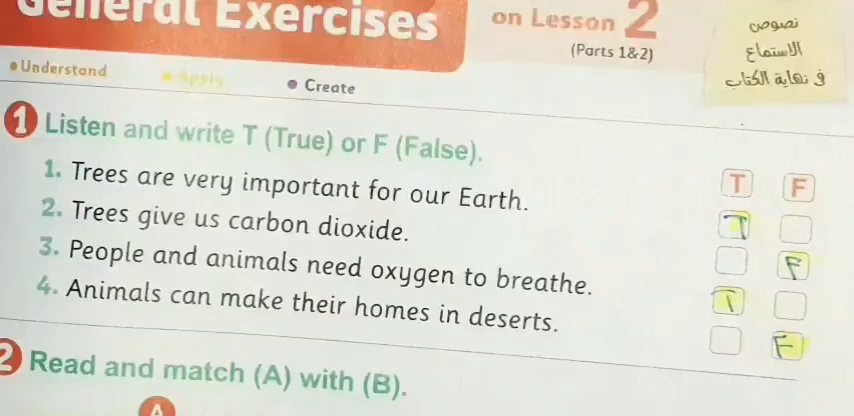 General Exercises
on Lesson 2
(Parts 1&2)
نصوص
الاستماع
في نهاية الكتاب
Understand
Apply
Create
1 Listen and write T (True) or F (False).
T F
1. Trees are very important for our Earth. T
2. Trees give us carbon dioxide. F
3. People and animals need oxygen to breathe. T
4. Animals can make their homes in deserts. F
2 Read and match (A) with (B).
A